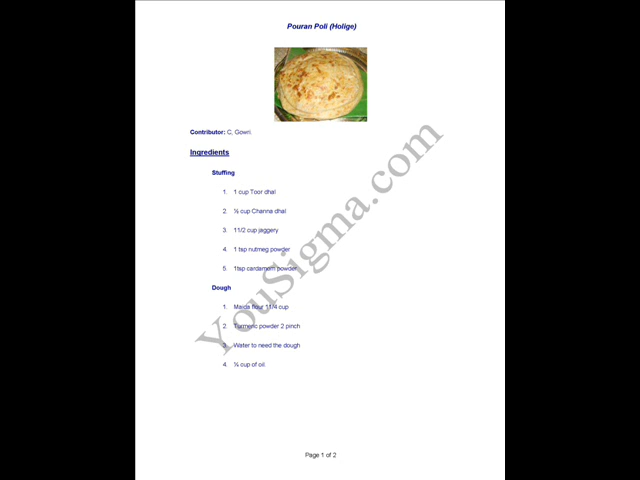 Pouran Poli (Holige)
Contributor: C, Gowri.
Ingredients
Stuffing
1. 1 cup Toor dhal
2. ½ cup Channa dhal
3. 11/2 cup jaggery
4. 1 tsp nutmeg powder
5. 1tsp cardamom powder
Dough
1. Maida flour 11/4 cup
2. Turmeric powder 2 pinch
3. Water to need the dough
4. cup of oil.
YouSigma.com
Page 1 of 2